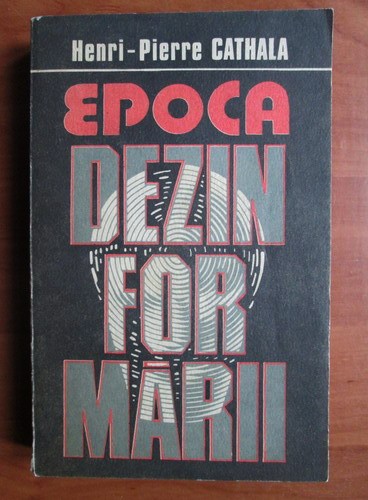 Henri-Pierre CATHALA
EPOCA
DEZIN
FOR
MĂRII